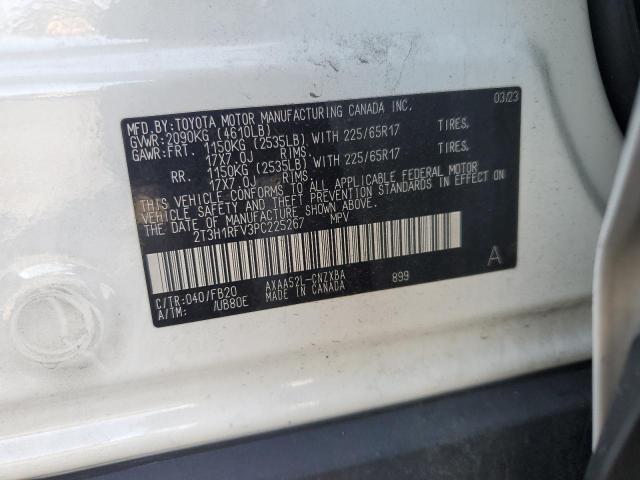 MFD.BY:TOYOTA MOTOR MANUFACTURING CANADA INC. 03/23
GVWR:2090KG (4610LB)
GAWR:FRT. 1150KG (2535LB) WITH 225/65R17 TIRES,
17X7.0J RIMS
RR. 1150KG (2535LB) WITH 225/65R17 TIRES,
17X7.0J RIMS
THIS VEHICLE CONFORMS TO ALL APPLICABLE FEDERAL MOTOR
VEHICLE SAFETY AND THEFT PREVENTION STANDARDS IN EFFECT ON
THE DATE OF MANUFACTURE SHOWN ABOVE.
2T3H1RFV3PC225267 MPV
C/TR:040/FB20 AXAA52L-CNZXBA 899 A
A/TM: /UB80E MADE IN CANADA